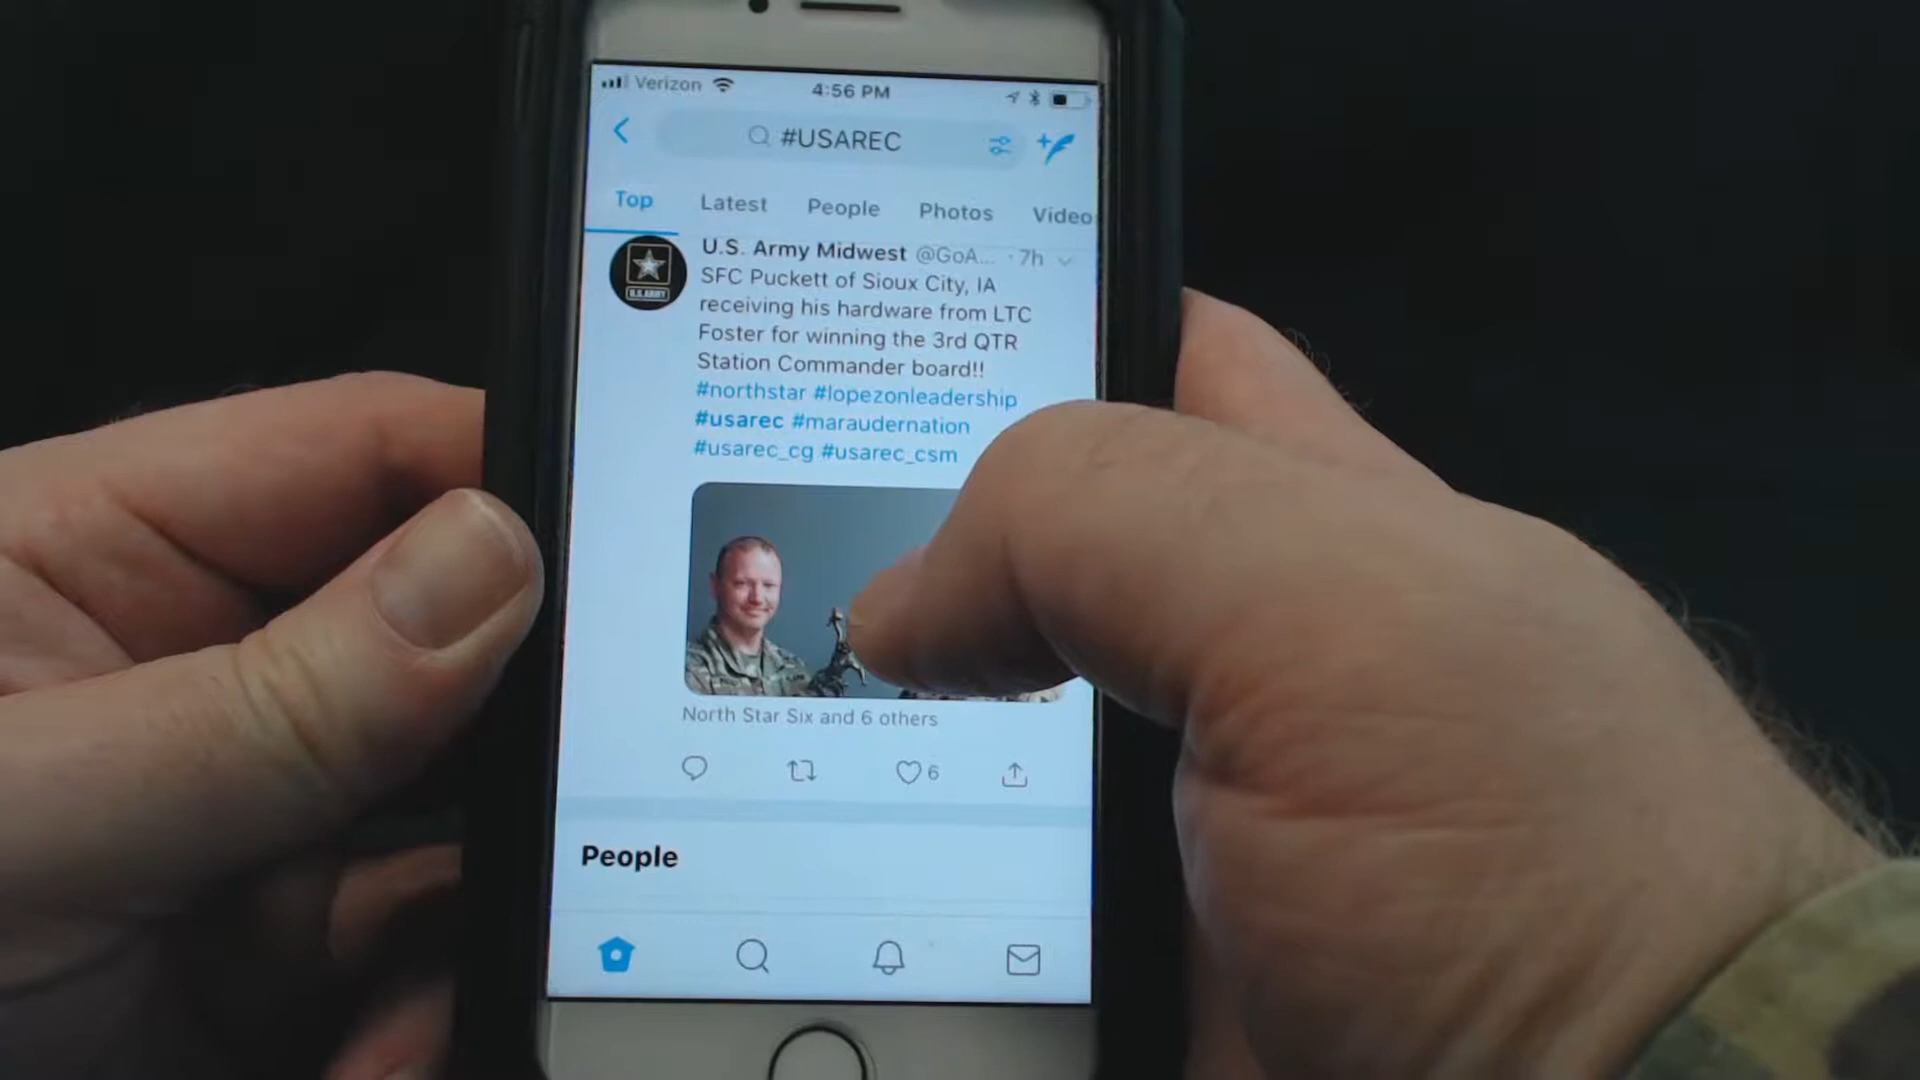 Verizon 4:56 PM
#USAREC
Top Latest People Photos Video
U.S. Army Midwest @GoA... · 7h
SFC Puckett of Sioux City, IA
receiving his hardware from LTC
Foster for winning the 3rd QTR
Station Commander board!!
#northstar #lopezonleadership
#usarec #maraudernation
#usarec_cg #usarec_csm
U.S. ARMY
North Star Six and 6 others
6
People